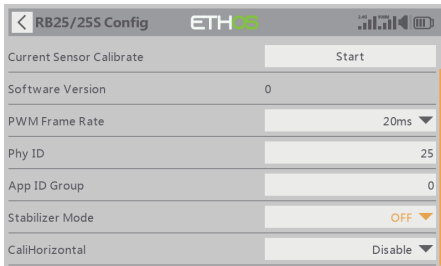 RB25/25S Config ETHOS
Current Sensor Calibrate Start
Software Version 0
PWM Frame Rate 20ms
Phy ID 25
App ID Group 0
Stabilizer Mode OFF
CaliHorizontal Disable